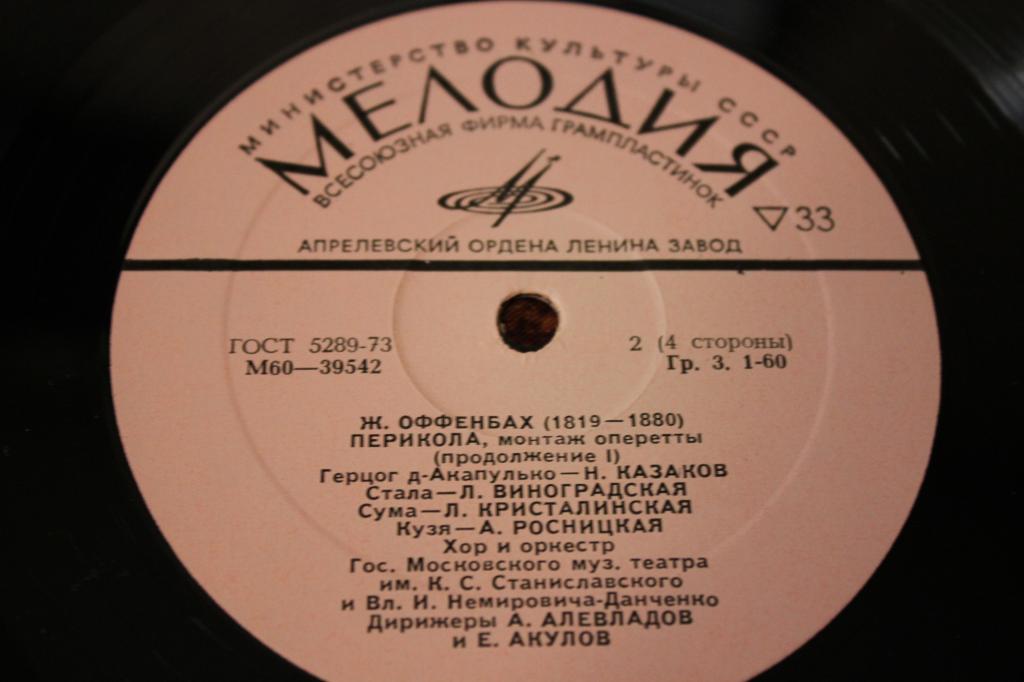 МИНИСТЕРСТВО КУЛЬТУРЫ СССР
МЕЛОДИЯ
ВСЕСОЮЗНАЯ ФИРМА ГРАМПЛАСТИНОК
▽33
АПРЕЛЕВСКИЙ ОРДЕНА ЛЕНИНА ЗАВОД
ГОСТ 5289-73
М60—39542
2 (4 стороны)
Гр. 3. 1-60
Ж. ОФФЕНБАХ (1819—1880)
ПЕРИКОЛА, монтаж оперетты
(продолжение I)
Герцог д-Акапулько—Н. КАЗАКОВ
Стала—Л. ВИНОГРАДСКАЯ
Сума—Л. КРИСТАЛИНСКАЯ
Кузя—А. РОСНИЦКАЯ
Хор и оркестр
Гос. Московского муз. театра
им. К. С. Станиславского
и Вл. И. Немировича-Данченко
Дирижеры А. АЛЕВЛАДОВ
и Е. АКУЛОВ